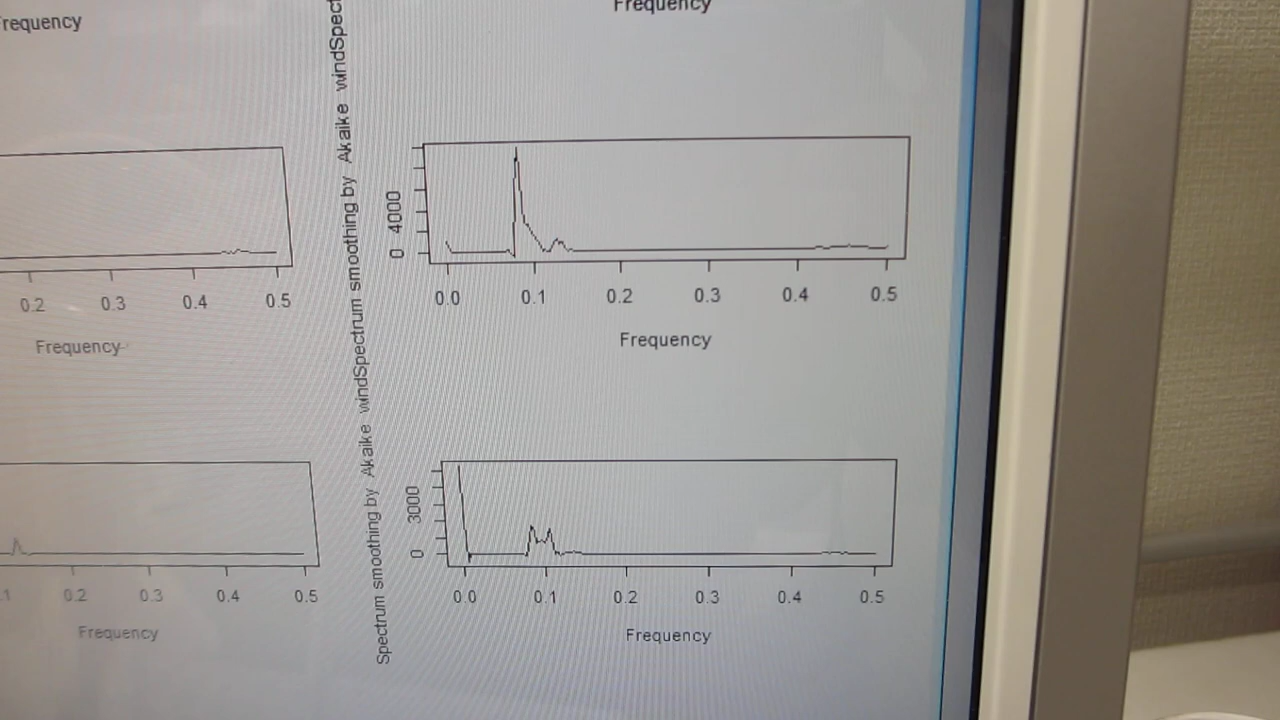 Frequency
Frequency
Spectrum smoothing by Akaike windSpectrum smoothing by Akaike windSpect
0 4000
0.2 0.3 0.4 0.5
Frequency
0.0 0.1 0.2 0.3 0.4 0.5
Frequency
0 3000
.1 0.2 0.3 0.4 0.5
Frequency
0.0 0.1 0.2 0.3 0.4 0.5
Frequency